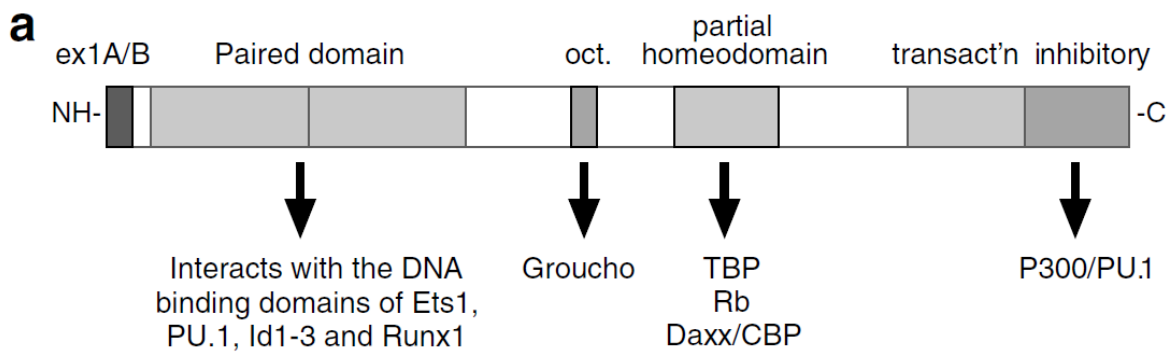 a
ex1A/B Paired domain oct. partial homeodomain transact'n inhibitory
NH- -C
Interacts with the DNA
binding domains of Ets1,
PU.1, Id1-3 and Runx1
Groucho
TBP
Rb
Daxx/CBP
P300/PU.1